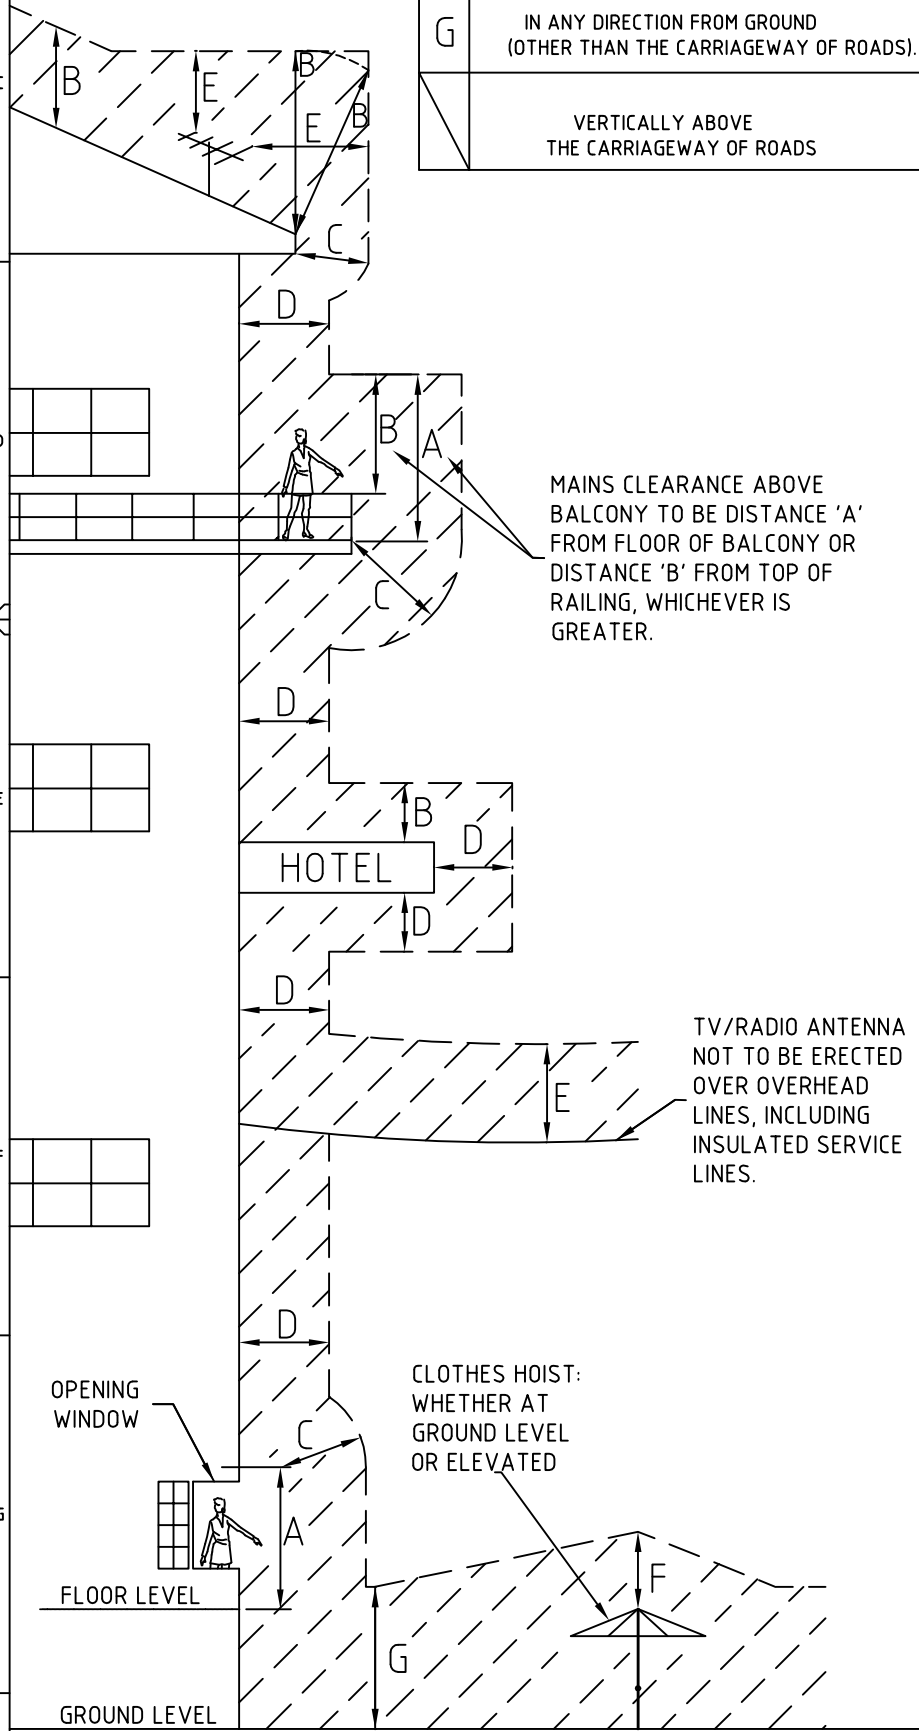 G
IN ANY DIRECTION FROM GROUND
(OTHER THAN THE CARRIAGEWAY OF ROADS).
VERTICALLY ABOVE
THE CARRIAGEWAY OF ROADS
B
E
B
E
B
C
D
B
A
MAINS CLEARANCE ABOVE
BALCONY TO BE DISTANCE 'A'
FROM FLOOR OF BALCONY OR
DISTANCE 'B' FROM TOP OF
RAILING, WHICHEVER IS
GREATER.
C
D
B
D
HOTEL
D
D
TV/RADIO ANTENNA
NOT TO BE ERECTED
OVER OVERHEAD
LINES, INCLUDING
INSULATED SERVICE
LINES.
E
D
OPENING
WINDOW
CLOTHES HOIST:
WHETHER AT
GROUND LEVEL
OR ELEVATED
C
A
F
FLOOR LEVEL
G
GROUND LEVEL